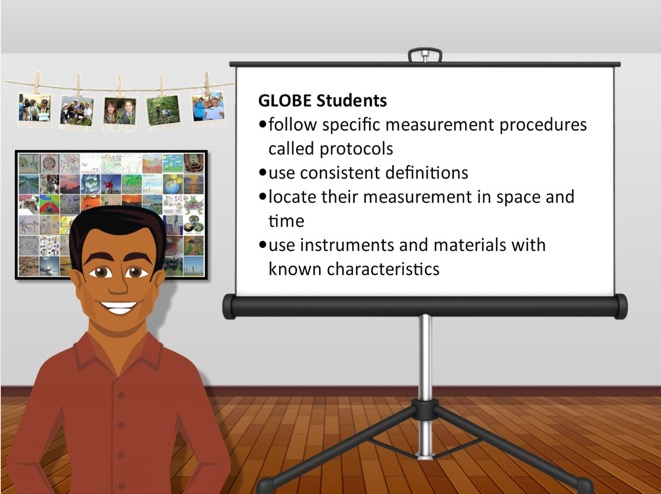 GLOBE Students
•follow specific measurement procedures
called protocols
•use consistent definitions
•locate their measurement in space and
time
•use instruments and materials with
known characteristics